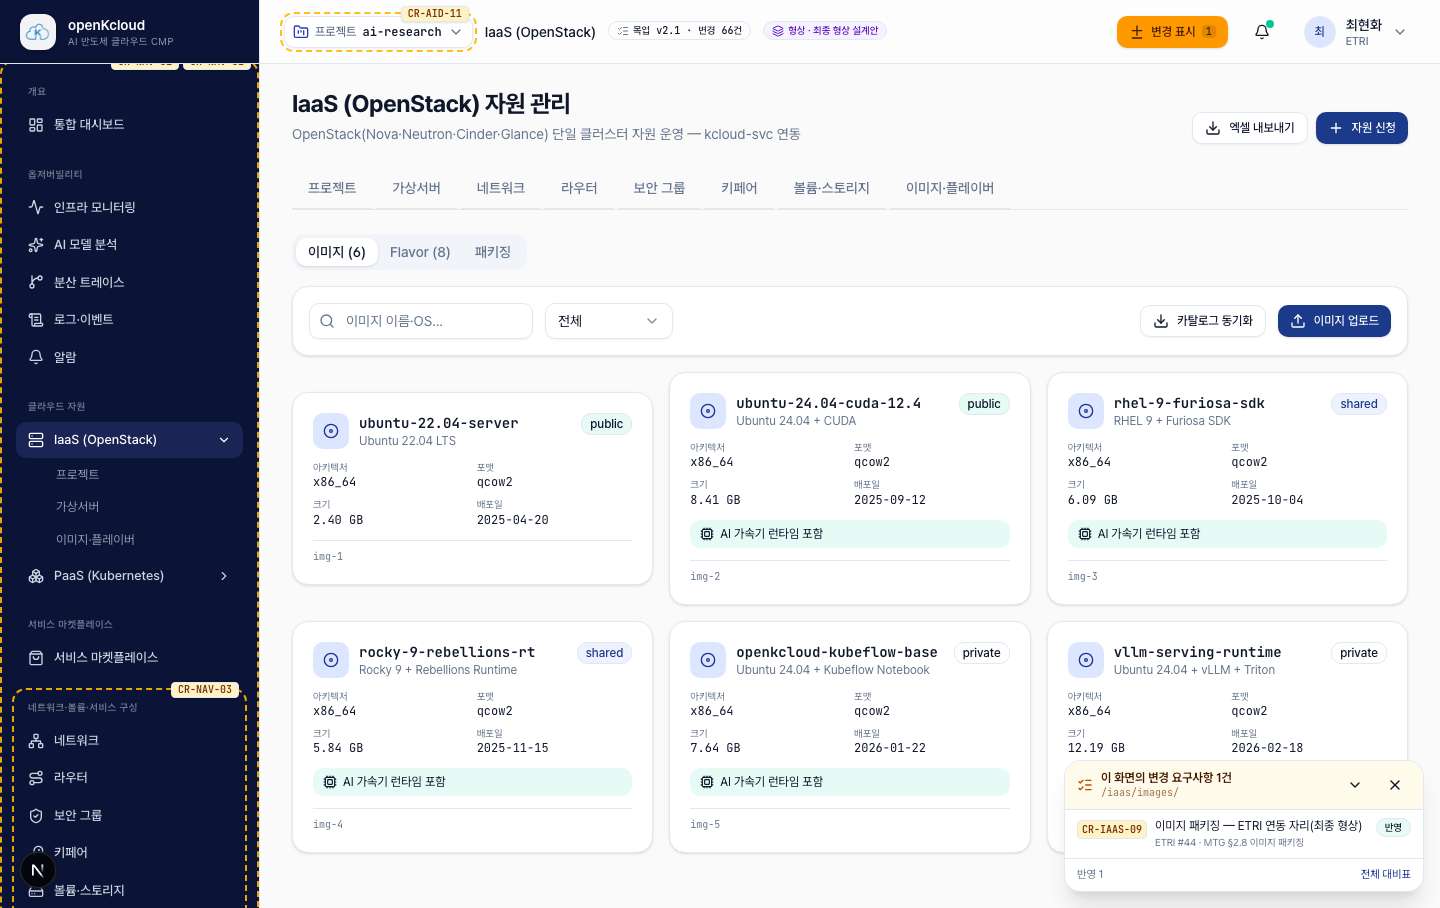 openKcloud
AI 반도체 클라우드 CMP
CR-AID-11
프로젝트 ai-research
IaaS (OpenStack)
목업 v2.1 · 변경 66건
형상 · 최종 형상 설계안
변경 표시 1
최
최현화
ETRI
개요
통합 대시보드
옵저버빌리티
인프라 모니터링
AI 모델 분석
분산 트레이스
로그·이벤트
알람
클라우드 자원
IaaS (OpenStack)
프로젝트
가상서버
이미지·플레이버
PaaS (Kubernetes)
서비스 마켓플레이스
서비스 마켓플레이스
CR-NAV-03
네트워크·볼륨·서비스 구성
네트워크
라우터
보안 그룹
키페어
볼륨·스토리지
N
IaaS (OpenStack) 자원 관리
OpenStack(Nova·Neutron·Cinder·Glance) 단일 클러스터 자원 운영 — kcloud-svc 연동
엑셀 내보내기
자원 신청
프로젝트
가상서버
네트워크
라우터
보안 그룹
키페어
볼륨·스토리지
이미지·플레이버
이미지 (6)
Flavor (8)
패키징
이미지 이름·OS...
전체
카탈로그 동기화
이미지 업로드
ubuntu-22.04-server
public
Ubuntu 22.04 LTS
아키텍처
포맷
x86_64
qcow2
크기
배포일
2.40 GB
2025-04-20
img-1
ubuntu-24.04-cuda-12.4
public
Ubuntu 24.04 + CUDA
아키텍처
포맷
x86_64
qcow2
크기
배포일
8.41 GB
2025-09-12
AI 가속기 런타임 포함
img-2
rhel-9-furiosa-sdk
shared
RHEL 9 + Furiosa SDK
아키텍처
포맷
x86_64
qcow2
크기
배포일
6.09 GB
2025-10-04
AI 가속기 런타임 포함
img-3
rocky-9-rebellions-rt
shared
Rocky 9 + Rebellions Runtime
아키텍처
포맷
x86_64
qcow2
크기
배포일
5.84 GB
2025-11-15
AI 가속기 런타임 포함
img-4
openkcloud-kubeflow-base
private
Ubuntu 24.04 + Kubeflow Notebook
아키텍처
포맷
x86_64
qcow2
크기
배포일
7.64 GB
2026-01-22
AI 가속기 런타임 포함
img-5
vllm-serving-runtime
private
Ubuntu 24.04 + vLLM + Triton
아키텍처
포맷
x86_64
qcow2
크기
배포일
12.19 GB
2026-02-18
이 화면의 변경 요구사항 1건
/iaas/images/
CR-IAAS-09
이미지 패키징 — ETRI 연동 자리(최종 형상)
반영
ETRI #44 · MTG §2.8 이미지 패키징
반영 1
전체 대비표